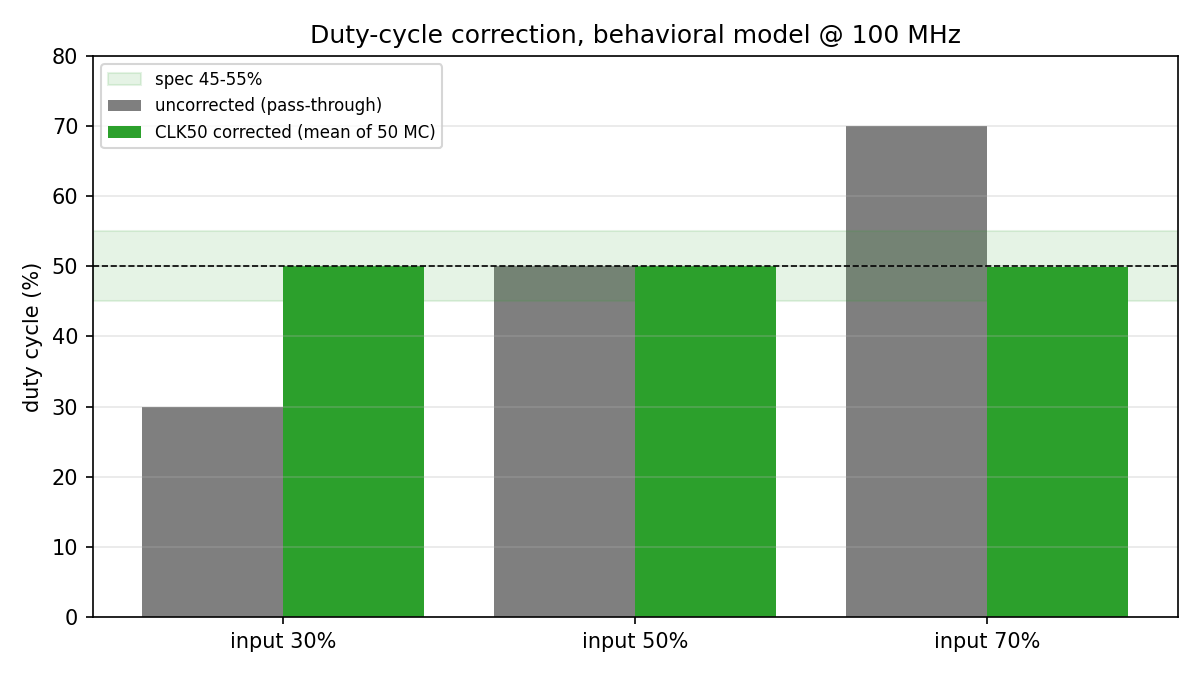 Duty-cycle correction, behavioral model @ 100 MHz
spec 45-55%
uncorrected (pass-through)
CLK50 corrected (mean of 50 MC)
duty cycle (%)
80
70
60
50
40
30
20
10
0
input 30%
input 50%
input 70%